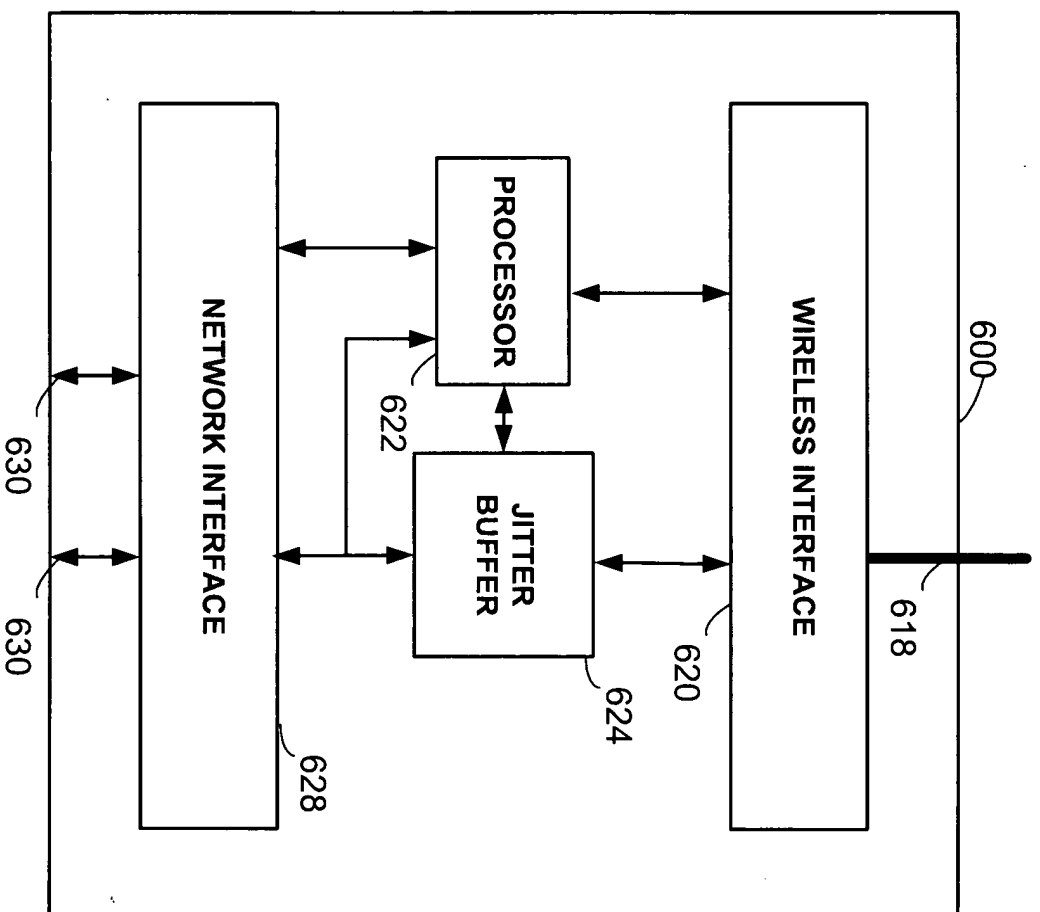 600
618
WIRELESS INTERFACE
620
624
JITTER
BUFFER
PROCESSOR
622
628
NETWORK INTERFACE
630
630